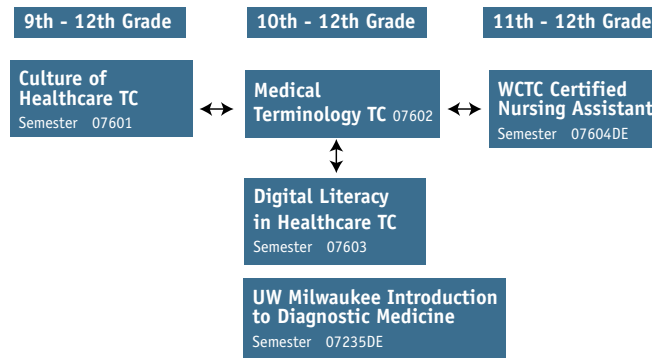 9th - 12th Grade
10th - 12th Grade
11th - 12th Grade
Culture of
Healthcare TC
Semester 07601
Medical
Terminology TC 07602
WCTC Certified
Nursing Assistant
Semester 07604DE
Digital Literacy
in Healthcare TC
Semester 07603
UW Milwaukee Introduction
to Diagnostic Medicine
Semester 07235DE